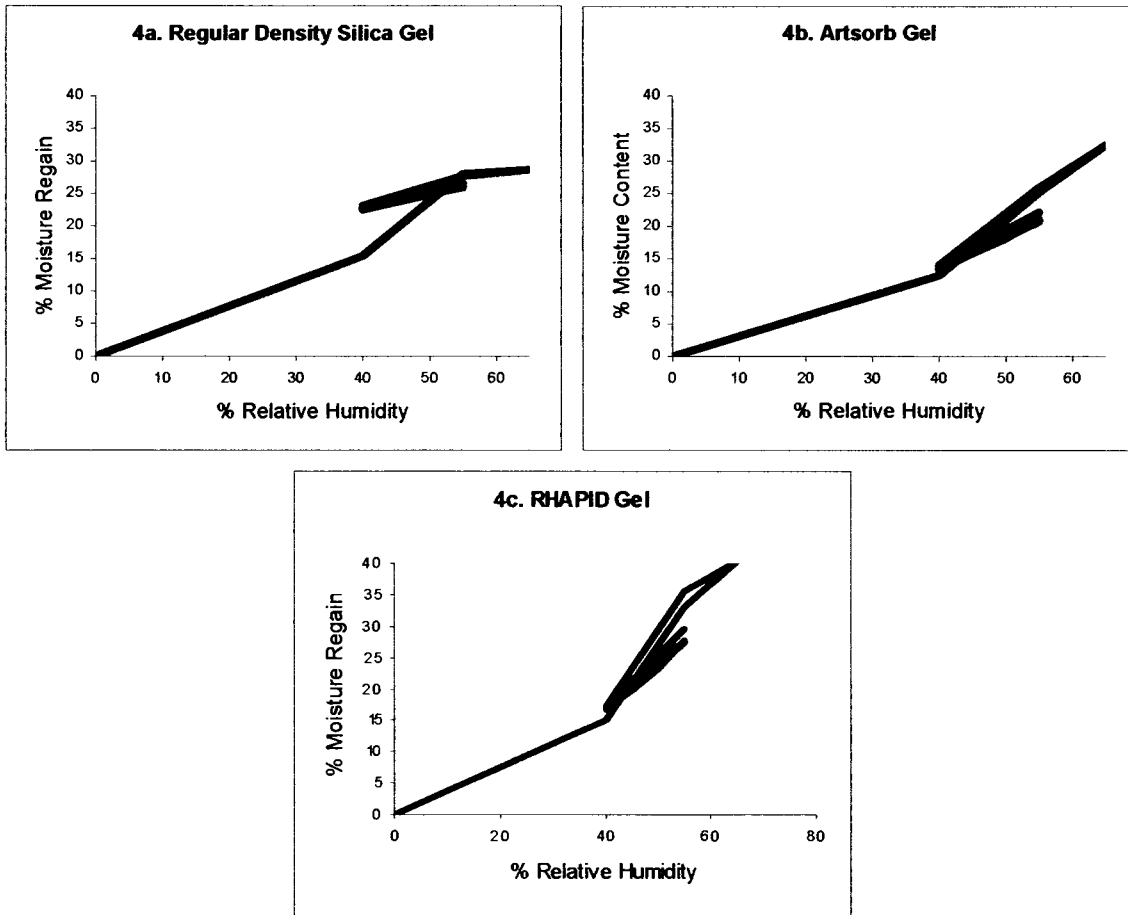 4a. Regular Density Silica Gel
% Moisture Regain
40
35
30
25
20
15
10
5
0
0 10 20 30 40 50 60
% Relative Humidity
4b. Artsorb Gel
% Moisture Content
40
35
30
25
20
15
10
5
0
0 10 20 30 40 50 60
% Relative Humidity
4c. RHAPID Gel
% Moisture Regain
40
35
30
25
20
15
10
5
0
0 20 40 60 80
% Relative Humidity